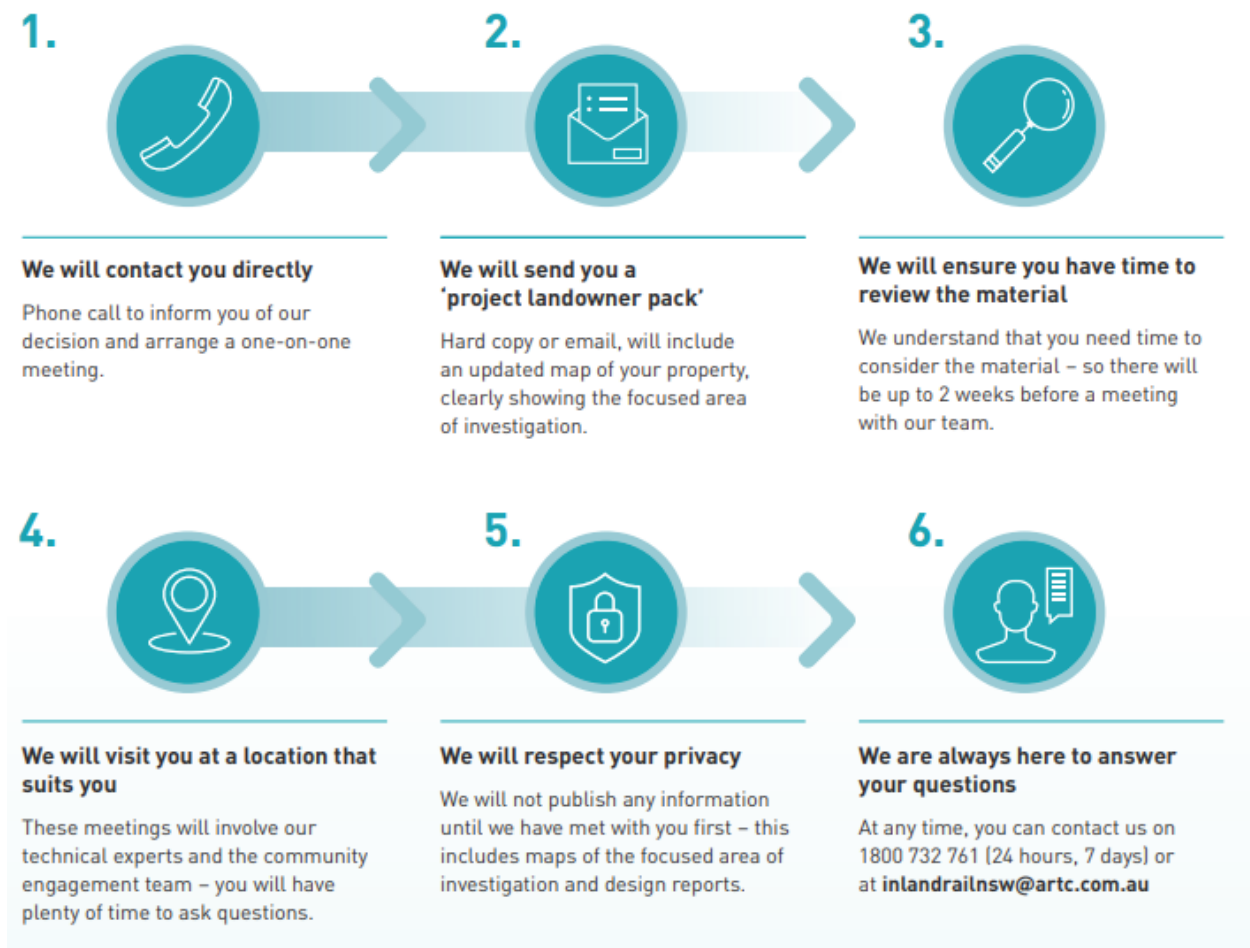 1.
We will contact you directly
Phone call to inform you of our
decision and arrange a one-on-one
meeting.
2.
We will send you a
‘project landowner pack’
Hard copy or email, will include
an updated map of your property,
clearly showing the focused area
of investigation.
3.
We will ensure you have time to
review the material
We understand that you need time to
consider the material – so there will
be up to 2 weeks before a meeting
with our team.
4.
We will visit you at a location that
suits you
These meetings will involve our
technical experts and the community
engagement team – you will have
plenty of time to ask questions.
5.
We will respect your privacy
We will not publish any information
until we have met with you first – this
includes maps of the focused area of
investigation and design reports.
6.
We are always here to answer
your questions
At any time, you can contact us on
1800 732 761 (24 hours, 7 days) or
at inlandrailnsw@artc.com.au